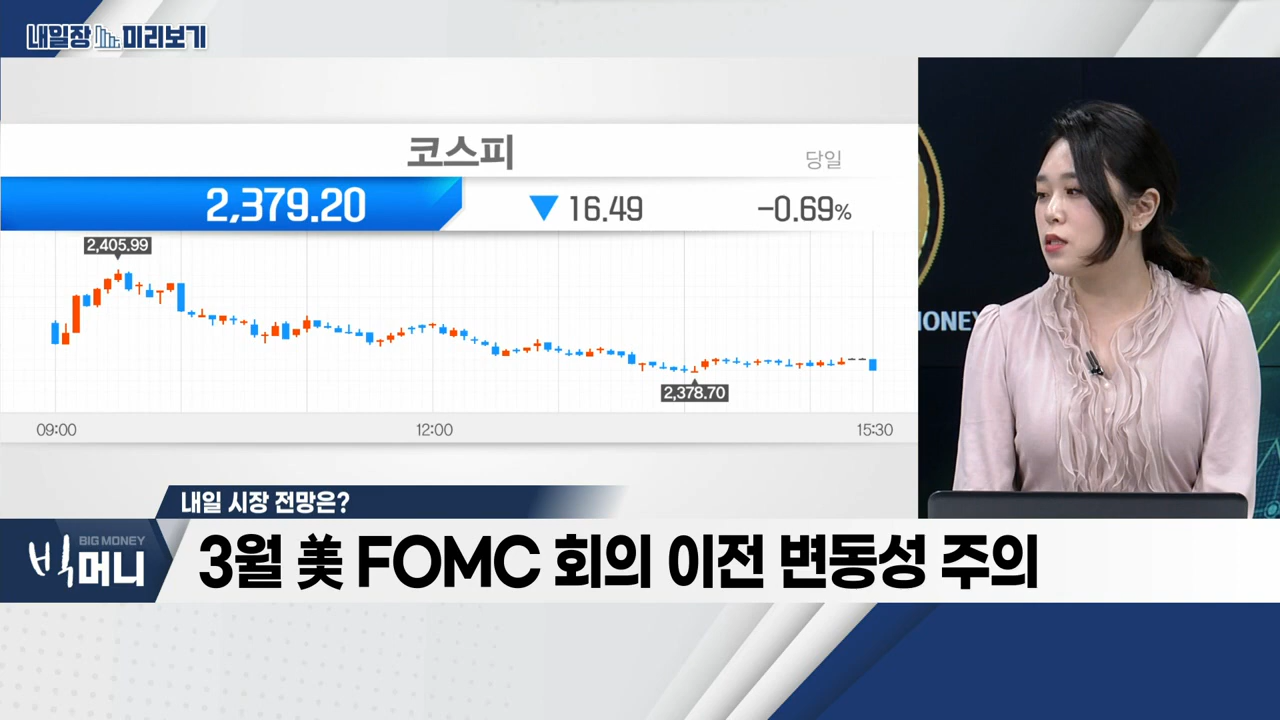 내일장 미리보기
코스피
당일
2,379.20 ▼ 16.49 -0.69%
2,405.99
2,378.70
09:00 12:00 15:30
MONEY
내일 시장 전망은?
BIG MONEY
빅머니
3월 美 FOMC 회의 이전 변동성 주의